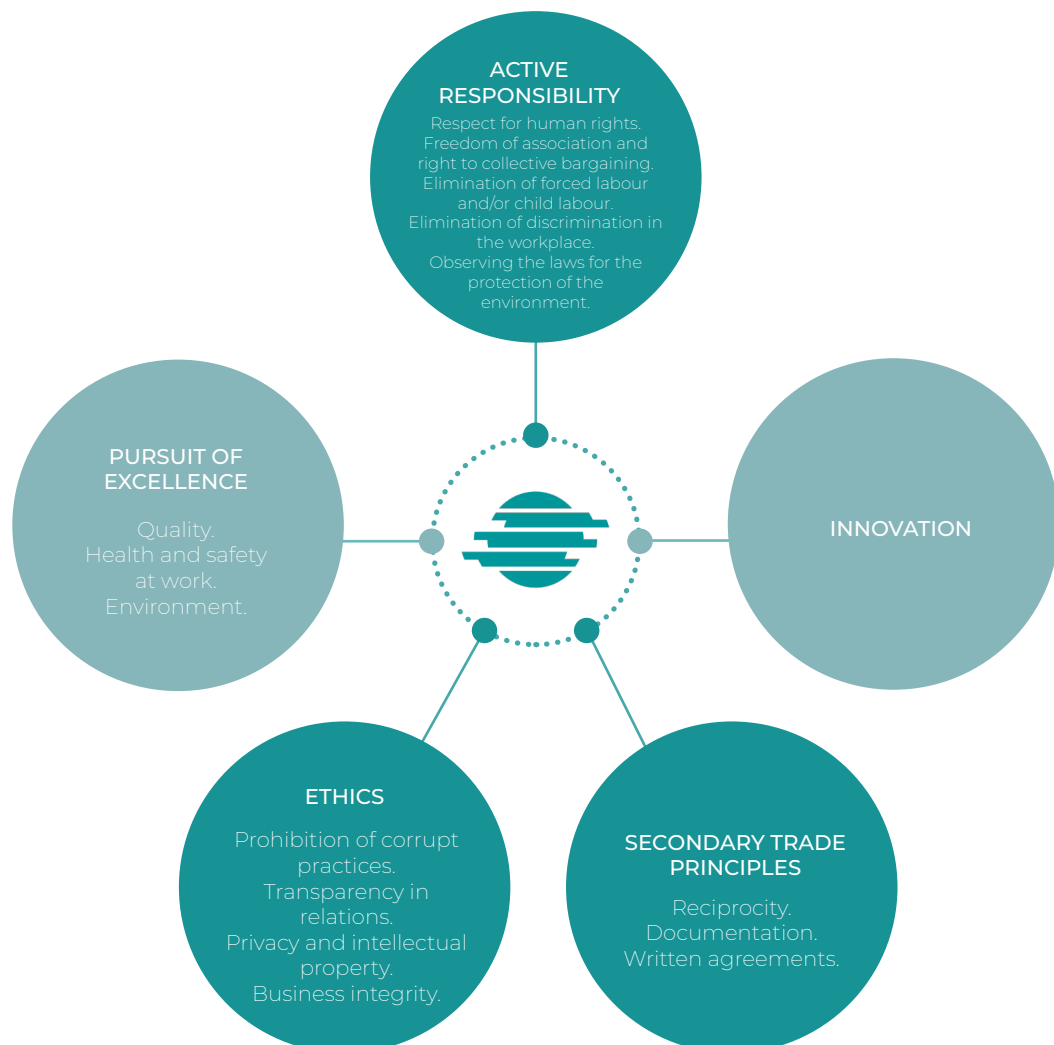 ACTIVE
RESPONSIBILITY
Respect for human rights.
Freedom of association and
right to collective bargaining.
Elimination of forced labour
and/or child labour.
Elimination of discrimination in
the workplace.
Observing the laws for the
protection of the
environment.
PURSUIT OF
EXCELLENCE
Quality.
Health and safety
at work.
Environment.
INNOVATION
ETHICS
Prohibition of corrupt
practices.
Transparency in
relations.
Privacy and intellectual
property.
Business integrity.
SECONDARY TRADE
PRINCIPLES
Reciprocity.
Documentation.
Written agreements.